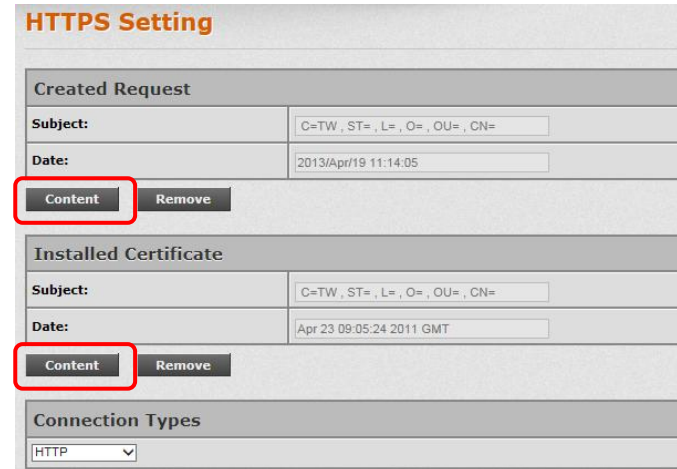 HTTPS Setting
Created Request
Subject: C=TW , ST= , L= , O= , OU= , CN=
Date: 2013/Apr/19 11:14:05
Content Remove
Installed Certificate
Subject: C=TW , ST= , L= , O= , OU= , CN=
Date: Apr 23 09:05:24 2011 GMT
Content Remove
Connection Types
HTTP